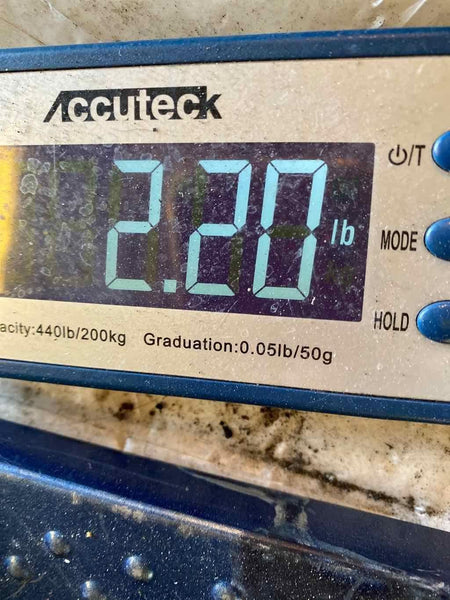 Accuteck
⏻/T
2.20 lb
MODE
HOLD
acity:440lb/200kg Graduation:0.05lb/50g